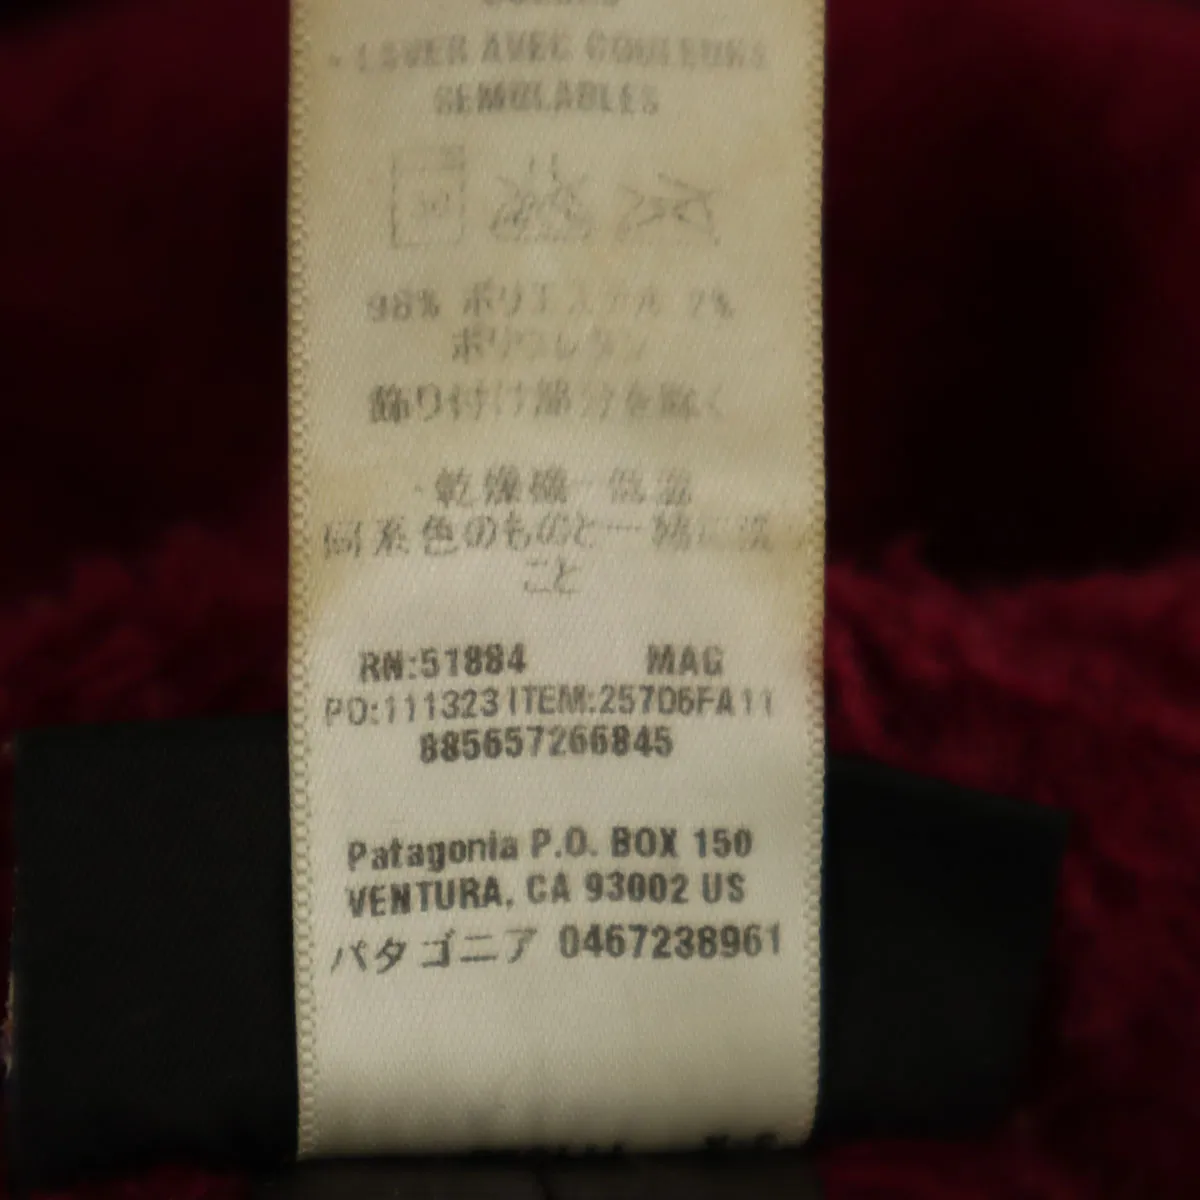 · LAVER AVEC COULEURS
SEMBLABLES
98% ポリエステル 2%
ポリウレタン
飾り付け部分を除く
· 乾燥機一低温
同系色のものと一緒に洗
こと
RN:51884 MAG
PO:111323 ITEM:25706FA11
885657266845
Patagonia P.O. BOX 150
VENTURA, CA 93002 US
パタゴニア 0467238961